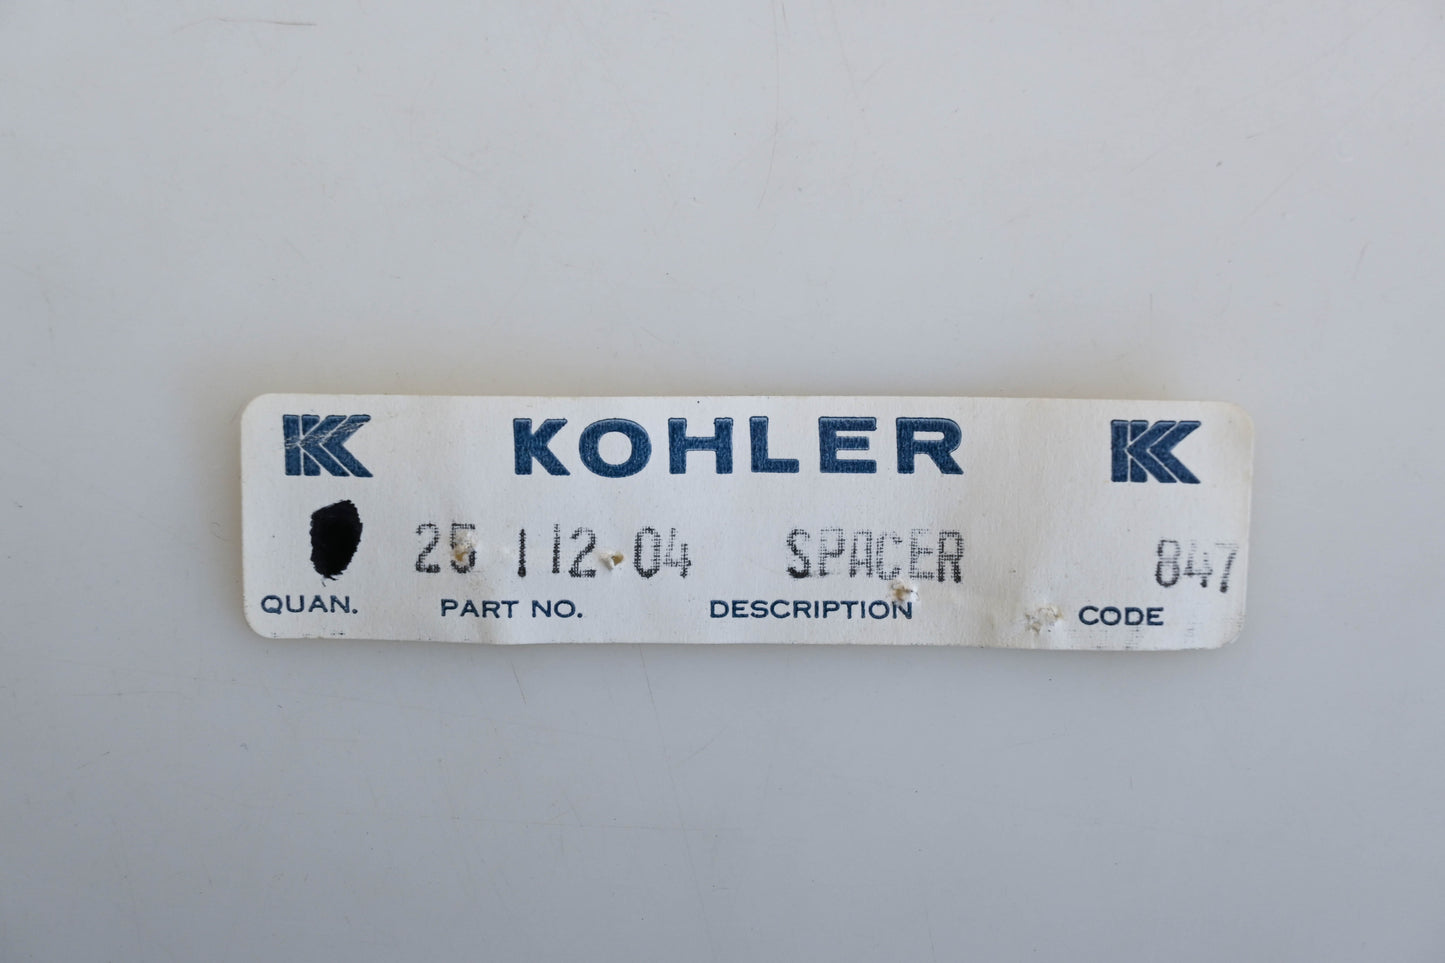 K KOHLER K
25 112 04 SPACER 847
QUAN. PART NO. DESCRIPTION CODE